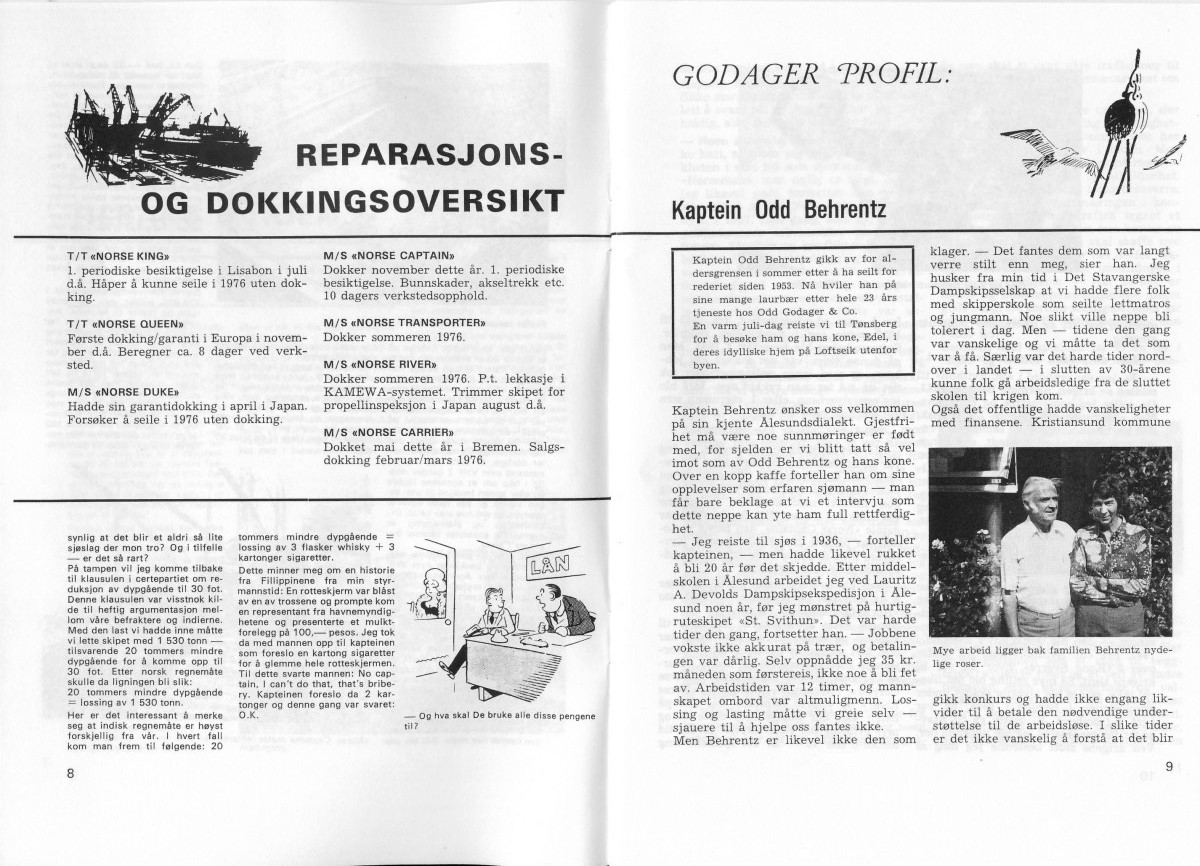 REPARASJONS-
OG DOKKINGSOVERSIKT
T/T «NORSE KING»
1. periodiske besiktigelse i Lisabon i juli
d.å. Håper å kunne seile i 1976 uten dok-
king.
T/T «NORSE QUEEN»
Første dokking/garanti i Europa i novem-
ber d.å. Beregner ca. 8 dager ved verk-
sted.
M/S «NORSE DUKE»
Hadde sin garantidokking i april i Japan.
Forsøker å seile i 1976 uten dokking.
M/S «NORSE CAPTAIN»
Dokker november dette år. 1. periodiske
besiktigelse. Bunnskader, akseltrekk etc.
10 dagers verkstedsopphold.
M/S «NORSE TRANSPORTER»
Dokker sommeren 1976.
M/S «NORSE RIVER»
Dokker sommeren 1976. P.t. lekkasje i
KAMEWA-systemet. Trimmer skipet for
propellinspeksjon i Japan august d.å.
M/S «NORSE CARRIER»
Dokket mai dette år i Bremen. Salgs-
dokking februar/mars 1976.
synlig at det blir et aldri så lite
sjøslag der mon tro? Og i tilfelle
— er det så rart?
På tampen vil jeg komme tilbake
til klausulen i certepartiet om re-
duksjon av dypgående til 30 fot.
Denne klausulen var visstnok kil-
de til heftig argumentasjon mel-
lom våre befraktere og indierne.
Med den last vi hadde inne måtte
vi lette skipet med 1 530 tonn —
tilsvarende 20 tommers mindre
dypgående for å komme opp til
30 fot. Etter norsk regnemåte
skulle da ligningen bli slik:
20 tommers mindre dypgående
= lossing av 1 530 tonn.
Her er det interessant å merke
seg at indisk regnemåte er høyst
forskjellig fra vår. I hvert fall
kom man frem til følgende: 20
tommers mindre dypgående =
lossing av 3 flasker whisky + 3
kartonger sigaretter.
Dette minner meg om en historie
fra Fillippinene fra min styr-
mannstid: En rotteskjerm var blåst
av en av trossene og prompte kom
en representant fra havnemyndig-
hetene og presenterte et mulkt-
forelegg på 100,— pesos. Jeg tok
da med mannen opp til kapteinen
som foreslo en kartong sigaretter
for å glemme hele rotteskjermen.
Til dette svarte mannen: No cap-
tain, I can't do that, that's bribe-
ry. Kapteinen foreslo da 2 kar-
tonger og denne gang var svaret:
O.K.
LÅN
— Og hva skal De bruke alle disse pengene
til?
8
GODAGER PROFIL:
Kaptein Odd Behrentz
Kaptein Odd Behrentz gikk av for al-
dersgrensen i sommer etter å ha seilt for
rederiet siden 1953. Nå hviler han på
sine mange laurbær etter hele 23 års
tjeneste hos Odd Godager & Co.
En varm juli-dag reiste vi til Tønsberg
for å besøke ham og hans kone, Edel, i
deres idylliske hjem på Loftseik utenfor
byen.
Kaptein Behrentz ønsker oss velkommen
på sin kjente Ålesundsdialekt. Gjestfri-
het må være noe sunnmøringer er født
med, for sjelden er vi blitt tatt så vel
imot som av Odd Behrentz og hans kone.
Over en kopp kaffe forteller han om sine
opplevelser som erfaren sjømann — man
får bare beklage at vi et intervju som
dette neppe kan yte ham full rettferdig-
het.
— Jeg reiste til sjøs i 1936, — forteller
kapteinen, — men hadde likevel rukket
å bli 20 år før det skjedde. Etter middel-
skolen i Ålesund arbeidet jeg ved Lauritz
A. Devolds Dampskipsekspedisjon i Åle-
sund noen år, før jeg mønstret på hurtig-
ruteskipet «St. Svithun». Det var harde
tider den gang, fortsetter han. — Jobbene
vokste ikke akkurat på trær, og betalin-
gen var dårlig. Selv oppnådde jeg 35 kr.
måneden som førstereis, ikke noe å bli fet
av. Arbeidstiden var 12 timer, og mann-
skapet ombord var altmuligmenn. Los-
sing og lasting måtte vi greie selv —
sjauere til å hjelpe oss fantes ikke.
Men Behrentz er likevel ikke den som
klager. — Det fantes dem som var langt
verre stilt enn meg, sier han. Jeg
husker fra min tid i Det Stavangerske
Dampskipsselskap at vi hadde flere folk
med skipperskole som seilte lettmatros
og jungmann. Noe slikt ville neppe bli
tolerert i dag. Men — tidene den gang
var vanskelige og vi måtte ta det som
var å få. Særlig var det harde tider nord-
over i landet — i slutten av 30-årene
kunne folk gå arbeidsledige fra de sluttet
skolen til krigen kom.
Også det offentlige hadde vanskeligheter
med finansene. Kristiansund kommune
Mye arbeid ligger bak familien Behrentz nyde-
lige roser.
gikk konkurs og hadde ikke engang lik-
vider til å betale den nødvendige under-
støttelse til de arbeidsløse. I slike tider
er det ikke vanskelig å forstå at det blir
9